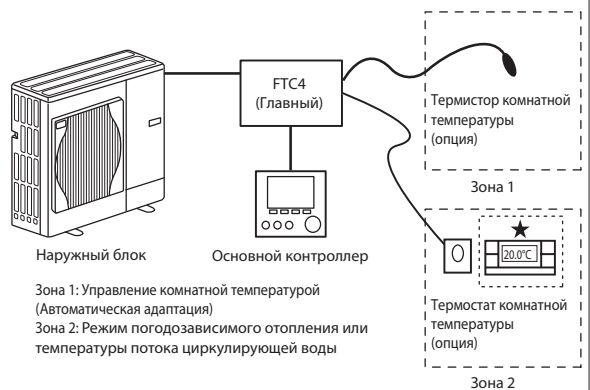 FTC4
(Главный)
Термистор комнатной
температуры
(опция)
Зона 1
20.0°C
Термостат комнатной
температуры
(опция)
Зона 2
Наружный блок
Основной контроллер
Зона 1: Управление комнатной температурой
(Автоматическая адаптация)
Зона 2: Режим погодозависимого отопления или
температуры потока циркулирующей воды